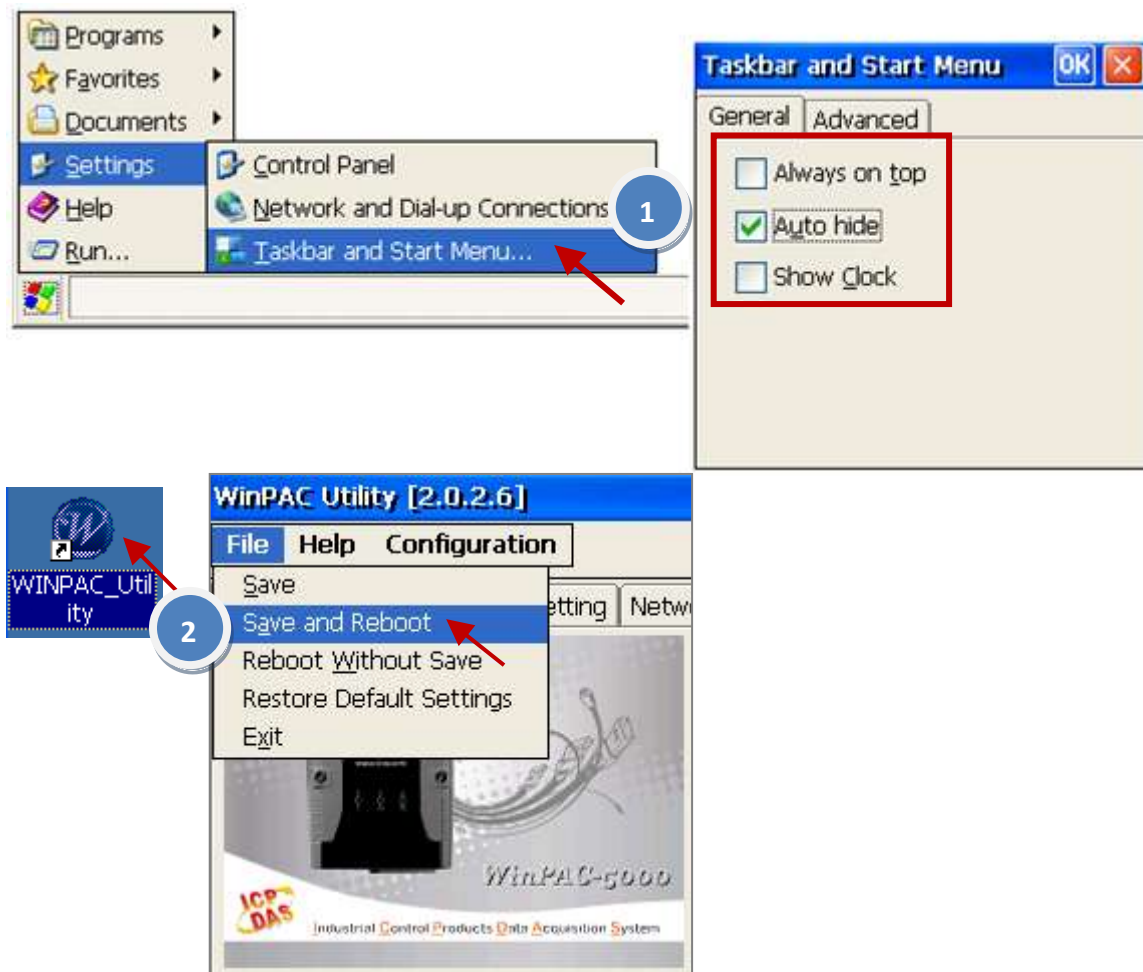 Programs
Favorites
Documents
Settings
Help
Run...
Control Panel
Network and Dial-up Connections
Taskbar and Start Menu...
1
Taskbar and Start Menu
OK
General
Advanced
Always on top
Auto hide
Show Clock
WINPAC_Util
ity
2
WinPAC Utility [2.0.2.6]
File Help Configuration
Save
Save and Reboot
Reboot Without Save
Restore Default Settings
Exit
etting
Netw
WinPAC-5000
ICP
DAS
Industrial Control Products Data Acquisition System